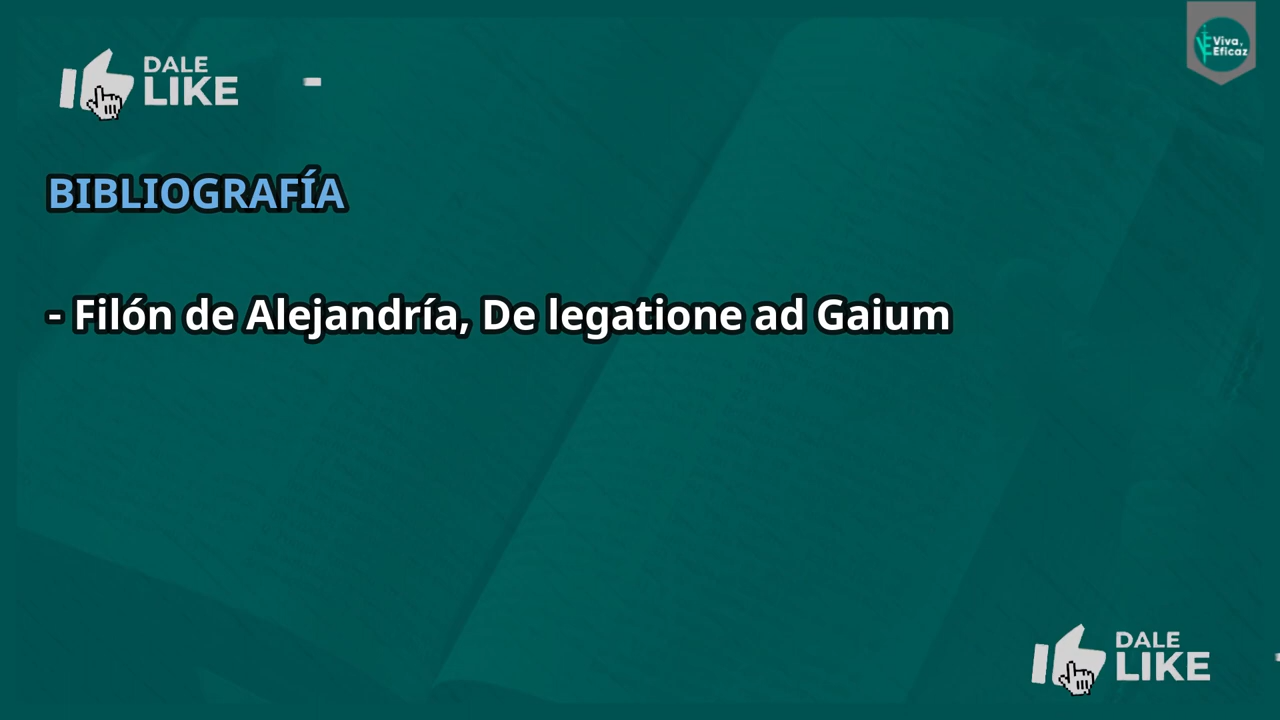 Viva y
Eficaz
DALE
LIKE
BIBLIOGRAFÍA
- Filón de Alejandría, De legatione ad Gaium
DALE
LIKE